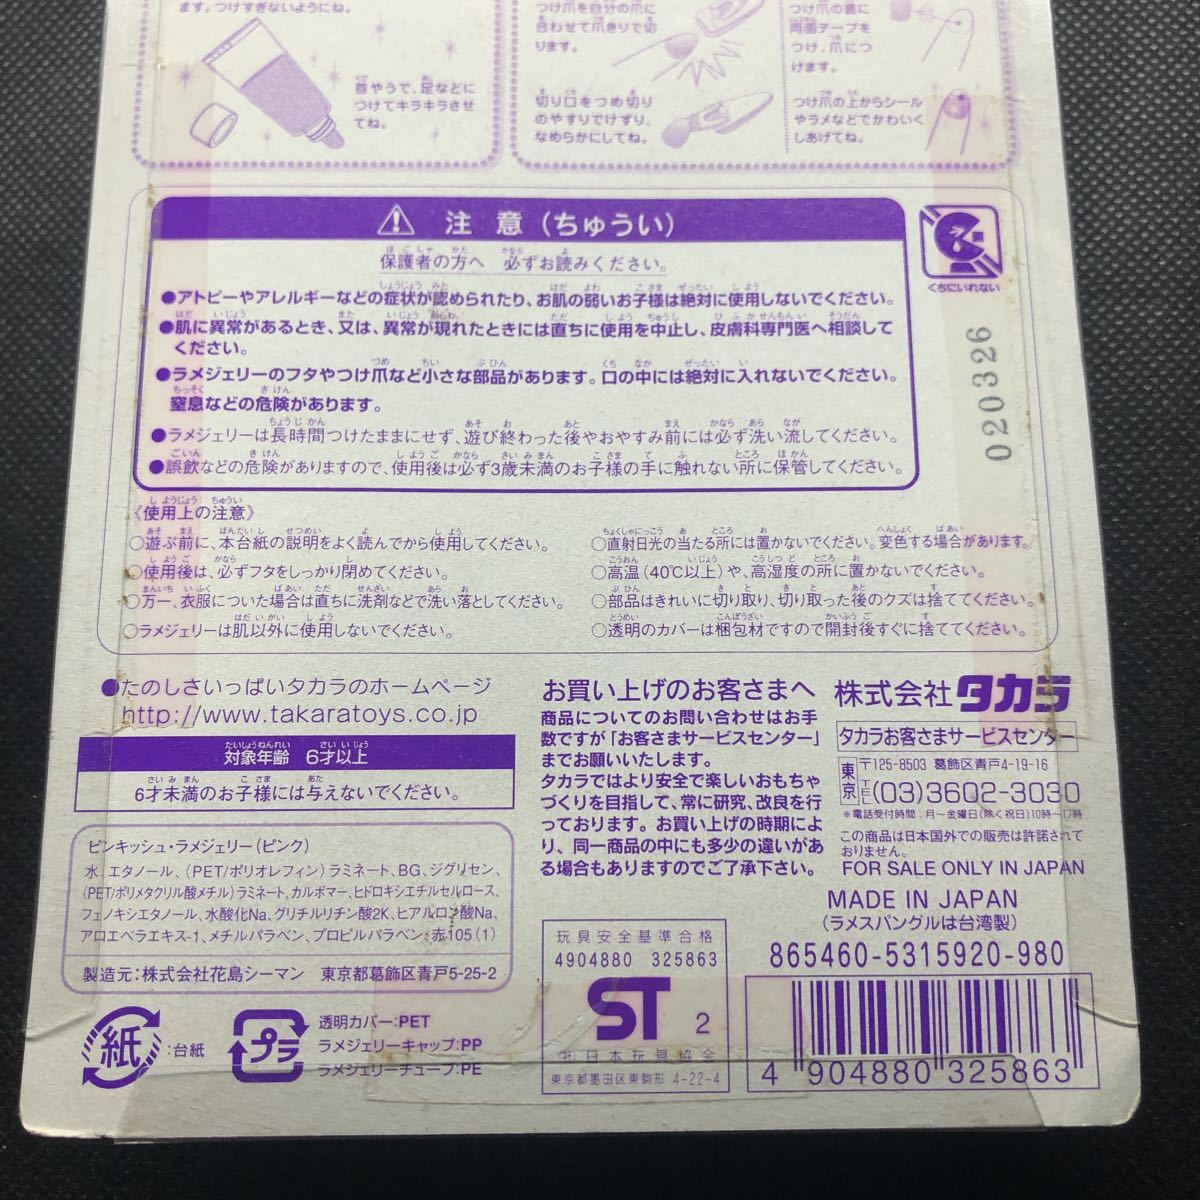 ます。つけすぎないようにね。
首やうで、足などに
つけてキラキラさせ
てね。
つけ爪を自分の爪に
合わせて爪きりで切
ります。
つけ爪の裏に
両面テープを
つけ、爪につ
けます。
切り口をつめ切り
のやすりでけずり、
なめらかにしてね。
つけ爪の上からシール
やラメなどでかわいく
しあげてね。
注意(ちゅうい)
保護者の方へ 必ずお読みください。
●アトピーやアレルギーなどの症状が認められたり、お肌の弱いお子様は絶対に使用しないでください。
●肌に異常があるとき、又は、異常が現れたときには直ちに使用を中止し、皮膚科専門医へ相談して
ください。
●ラメジェリーのフタやつけ爪など小さな部品があります。口の中には絶対に入れないでください。
窒息などの危険があります。
●ラメジェリーは長時間つけたままにせず、遊び終わった後やおやすみ前には必ず洗い流してください。
●誤飲などの危険がありますので、使用後は必ず3歳未満のお子様の手に触れない所に保管してください。
くちにいれない
020326
《使用上の注意》
○遊ぶ前に、本台紙の説明をよく読んでから使用してください。
○使用後は、必ずフタをしっかり閉めてください。
○万一、衣服についた場合は直ちに洗剤などで洗い落としてください。
○ラメジェリーは肌以外に使用しないでください。
○直射日光の当たる所には置かないでください。変色する場合があります。
○高温(40℃以上)や、高湿度の所に置かないでください。
○部品はきれいに切り取り、切り取った後のクズは捨ててください。
○透明のカバーは梱包材ですので開封後すぐに捨ててください。
●たのしさいっぱいタカラのホームページ
http://www.takaratoys.co.jp
対象年齢 6才以上
6才未満のお子様には与えないでください。
ピンキッシュ・ラメジェリー(ピンク)
水、エタノール、(PET/ポリオレフィン)ラミネート、BG、ジグリセン、
(PET/ポリメタクリル酸メチル)ラミネート、カルボマー、ヒドロキシエチルセルロース、
フェノキシエタノール、水酸化Na、グリチルリチン酸2K、ヒアルロン酸Na、
アロエベラエキス-1、メチルパラベン、プロピルパラベン、赤105(1)
製造元:株式会社花島シーマン 東京都葛飾区青戸5-25-2
お買い上げのお客さまへ
商品についてのお問い合わせはお手
数ですが「お客さまサービスセンター」
までお願いいたします。
タカラではより安全で楽しいおもちゃ
づくりを目指して、常に研究、改良を行
っております。お買い上げの時期によ
り、同一商品の中にも多少の違いがあ
る場合もありますのでご了承下さい。
株式会社タカラ
タカラお客さまサービスセンター
東京 〒125-8503 葛飾区青戸4-19-16
TEL(03)3602-3030
※電話受付時間:月〜金曜日(除く祝日)10時〜17時
この商品は日本国外での販売は許諾されて
おりません。
FOR SALE ONLY IN JAPAN
MADE IN JAPAN
(ラメスパングルは台湾製)
865460-5315920-980
玩具安全基準合格
4904880 325863
ST 2
(社)日本玩具協会
東京都墨田区東駒形 4-22-4
4 904880 325863
紙 :台紙
プラ
透明カバー:PET
ラメジェリーキャップ:PP
ラメジェリーチューブ:PE